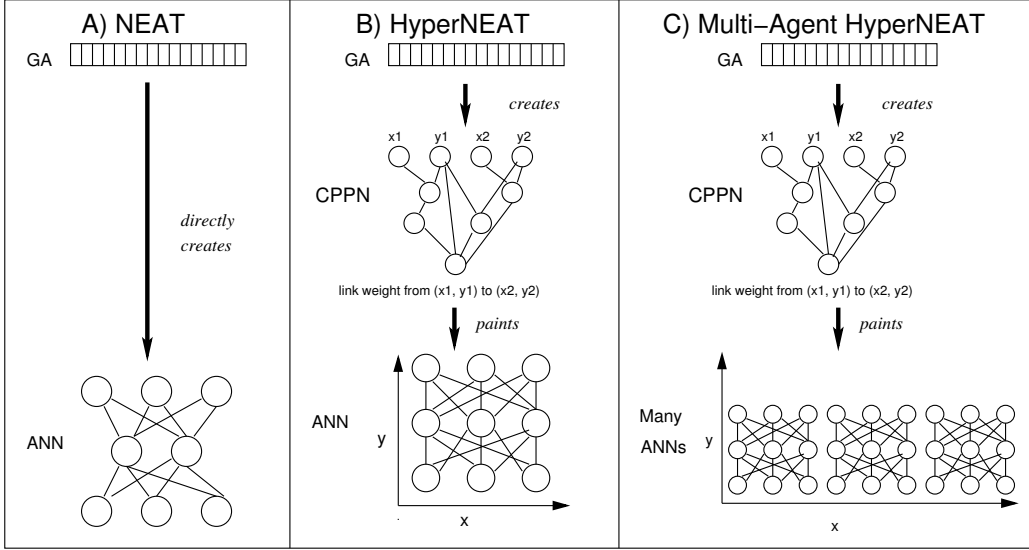 A) NEAT
GA
directly
creates
ANN
B) HyperNEAT
GA
creates
x1 y1 x2 y2
CPPN
link weight from (x1, y1) to (x2, y2)
paints
ANN
y
x
C) Multi−Agent HyperNEAT
GA
creates
x1 y1 x2 y2
CPPN
link weight from (x1, y1) to (x2, y2)
paints
Many
ANNs
y
x